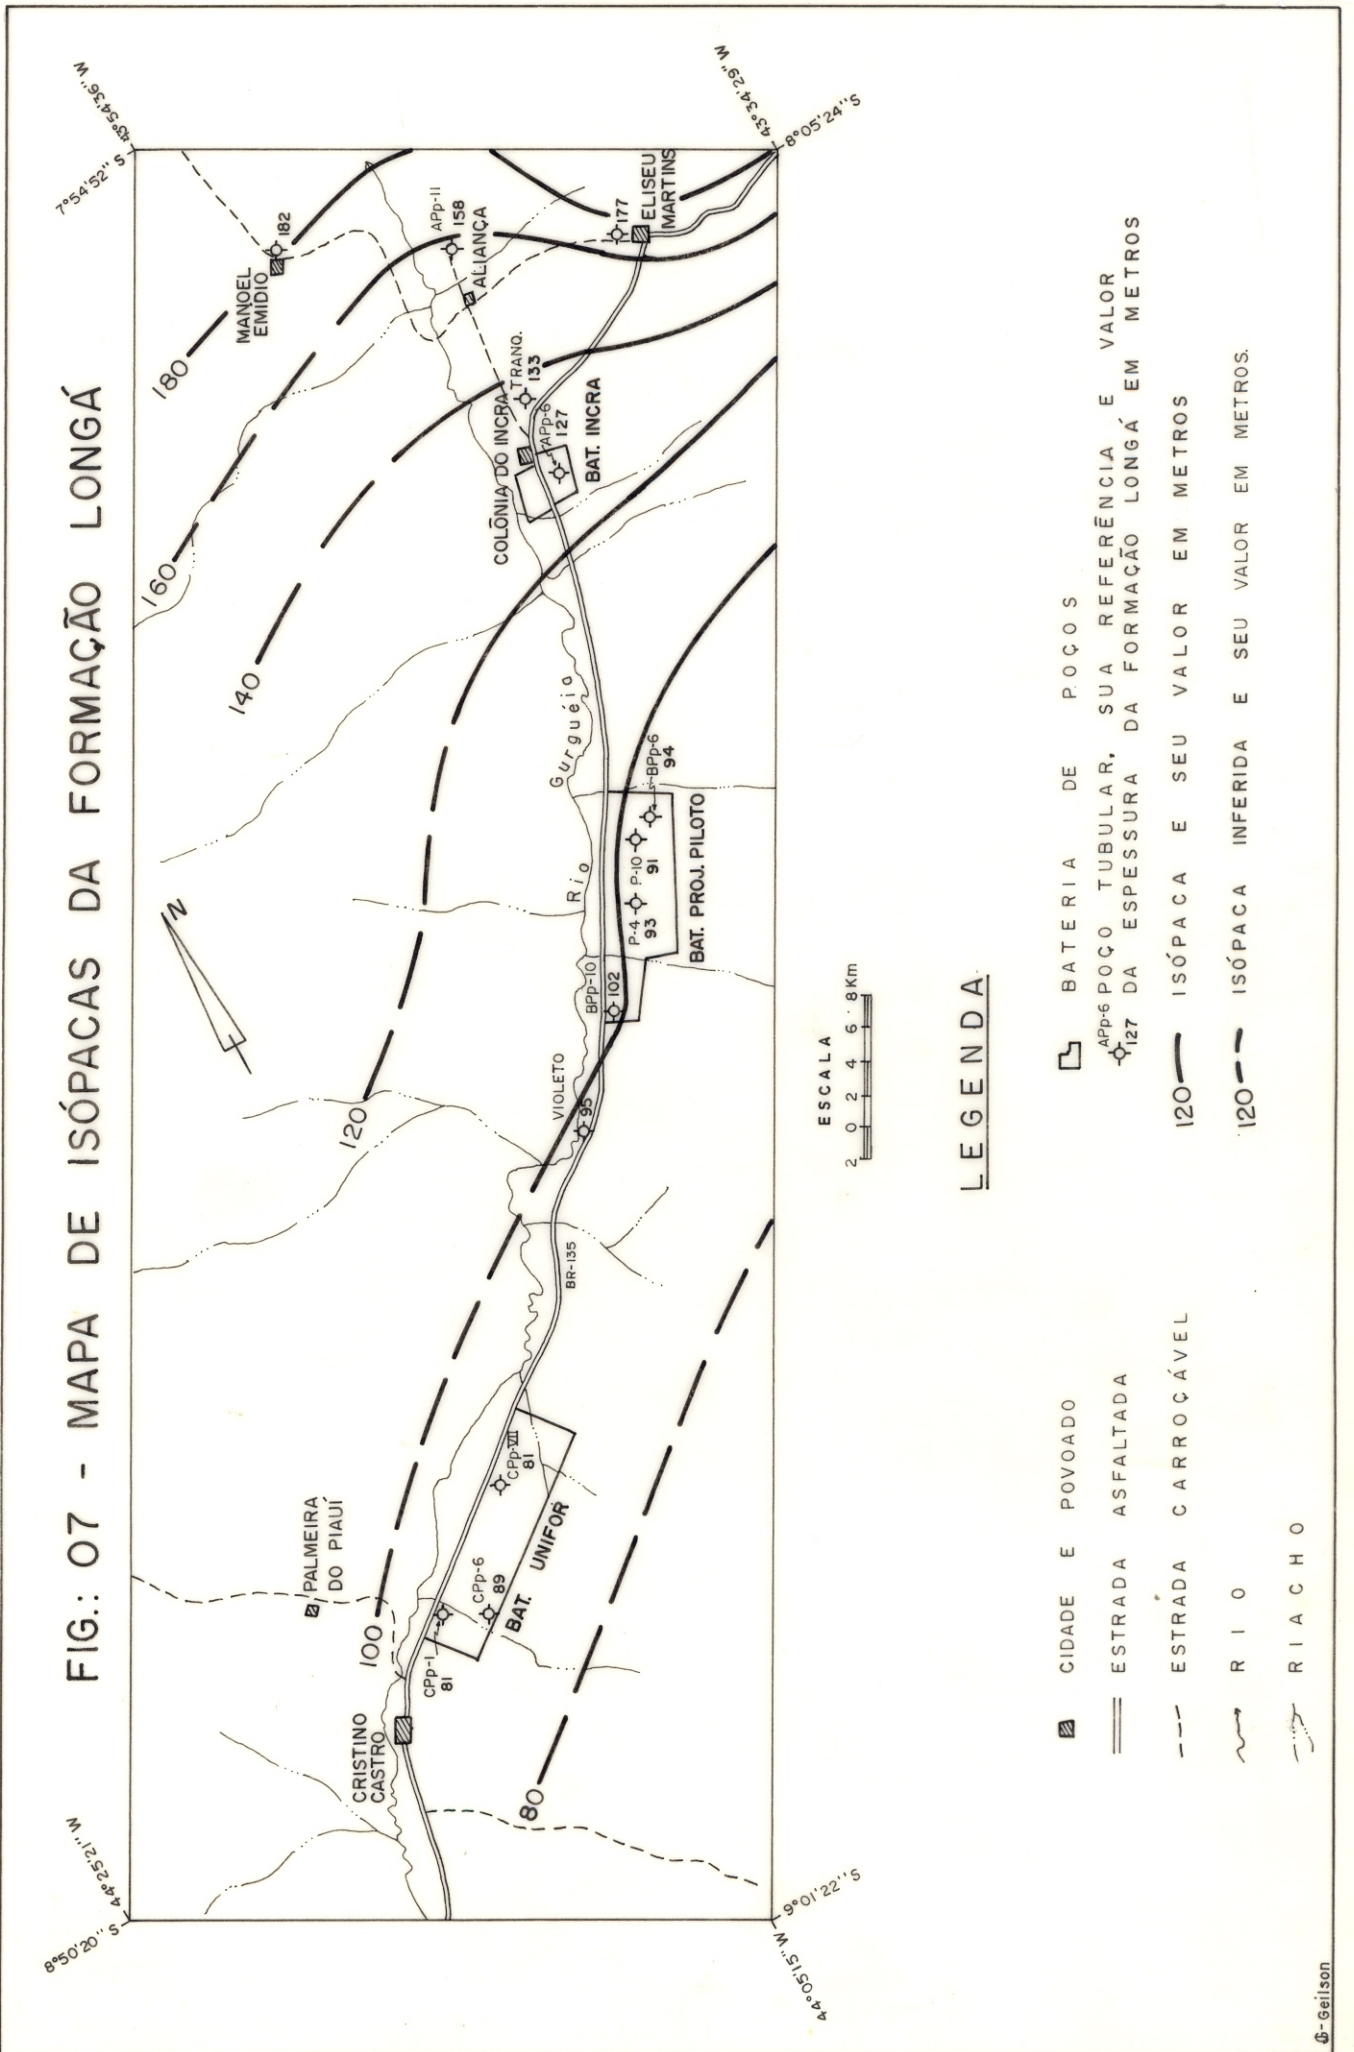 FIG.: 07 - MAPA DE ISÓPACAS DA FORMAÇÃO LONGÁ
8°50'20" S
44°25'21" W
7°54'52" S
43°54'36" W
180
160
140
120
100
80
N
MANOEL
EMIDIO
182
APp-11
158
ALIANÇA
177
ELISEU
MARTINS
TRANQ.
133
COLÔNIA DO INCRA
APp-6
127
BAT. INCRA
Rio Gurguéia
BPp-6
94
P-10
91
P-4
93
BAT. PROJ. PILOTO
BPp-10
102
VIOLETO
95
BR-135
PALMEIRA
DO PIAUÍ
CPp-VII
81
CPp-6
89
BAT. UNIFOR
CPp-1
81
CRISTINO
CASTRO
44°05'15" W
9°01'22" S
43°34'29" W
8°05'24" S
ESCALA
2 0 2 4 6 8 Km
LEGENDA
CIDADE E POVOADO
ESTRADA ASFALTADA
ESTRADA CARROÇÁVEL
RIO
RIACHO
BATERIA DE POÇOS
APp-6 POÇO TUBULAR, SUA REFERÊNCIA E VALOR
127 DA ESPESSURA DA FORMAÇÃO LONGÁ EM METROS
120 ISÓPACA E SEU VALOR EM METROS
120 ISÓPACA INFERIDA E SEU VALOR EM METROS.
-Geilson